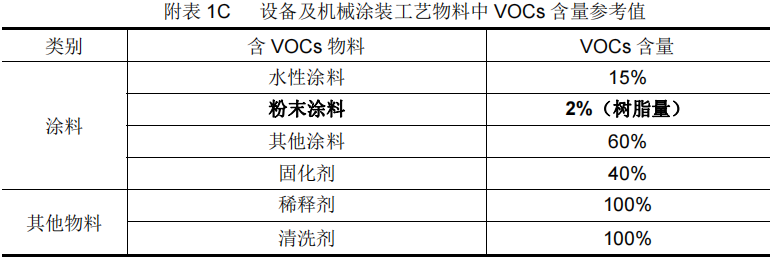 附表 1C 设备及机械涂装工艺物料中 VOCs 含量参考值
类别 含 VOCs 物料 VOCs 含量
涂料 水性涂料 15%
粉末涂料 2%（树脂量）
其他涂料 60%
固化剂 40%
其他物料 稀释剂 100%
清洗剂 100%